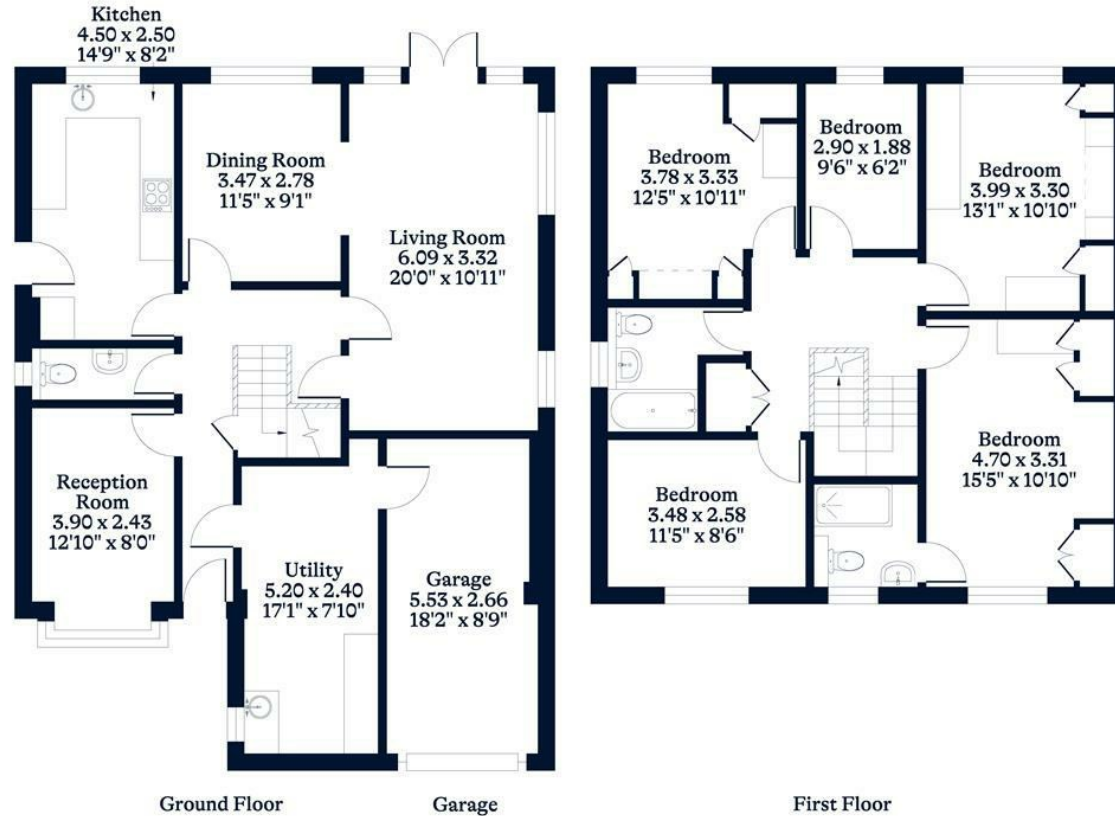 Kitchen
4.50 x 2.50
14'9" x 8'2"
Dining Room
3.47 x 2.78
11'5" x 9'1"
Living Room
6.09 x 3.32
20'0" x 10'11"
Reception
Room
3.90 x 2.43
12'10" x 8'0"
Utility
5.20 x 2.40
17'1" x 7'10"
Garage
5.53 x 2.66
18'2" x 8'9"
Ground Floor
Garage
Bedroom
3.78 x 3.33
12'5" x 10'11"
Bedroom
2.90 x 1.88
9'6" x 6'2"
Bedroom
3.99 x 3.30
13'1" x 10'10"
Bedroom
3.48 x 2.58
11'5" x 8'6"
Bedroom
4.70 x 3.31
15'5" x 10'10"
First Floor